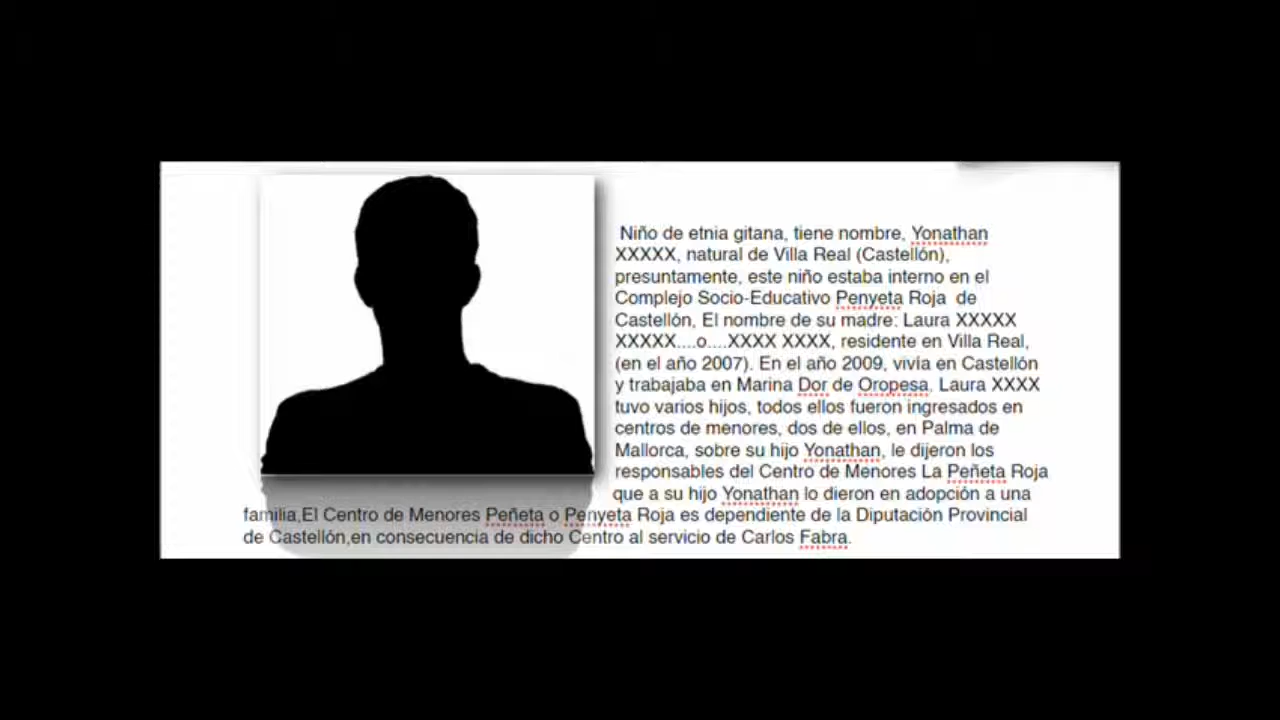 Niño de etnia gitana, tiene nombre, Yonathan
XXXXX, natural de Villa Real (Castellón),
presuntamente, este niño estaba interno en el
Complejo Socio-Educativo Penyeta Roja de
Castellón, El nombre de su madre: Laura XXXXX
XXXXX....o....XXXX XXXX, residente en Villa Real,
(en el año 2007). En el año 2009, vivía en Castellón
y trabajaba en Marina Dor de Oropesa. Laura XXXX
tuvo varios hijos, todos ellos fueron ingresados en
centros de menores, dos de ellos, en Palma de
Mallorca, sobre su hijo Yonathan, le dijeron los
responsables del Centro de Menores La Peñeta Roja
que a su hijo Yonathan lo dieron en adopción a una
familia,El Centro de Menores Peñeta o Penyeta Roja es dependiente de la Diputación Provincial
de Castellón,en consecuencia de dicho Centro al servicio de Carlos Fabra.